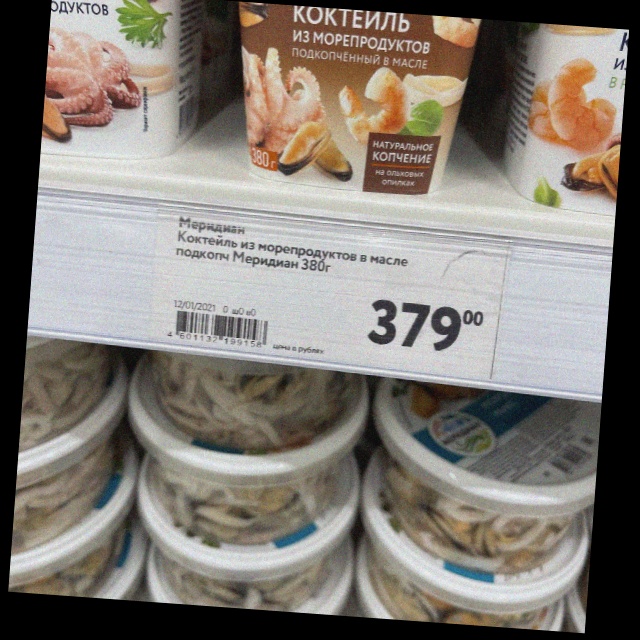 ОДУКТОВ
КОКТЕЙЛЬ
ИЗ МОРЕПРОДУКТОВ
ПОДКОПЧЁННЫЙ В МАСЛЕ
НАТУРАЛЬНОЕ
КОПЧЕНИЕ
на ольховых
опилках
380 г
Меридиан
Коктейль из морепродуктов в масле
подкопч Меридиан 380г
12/01/2021
379 00
4 601132 199158
цена в рублях